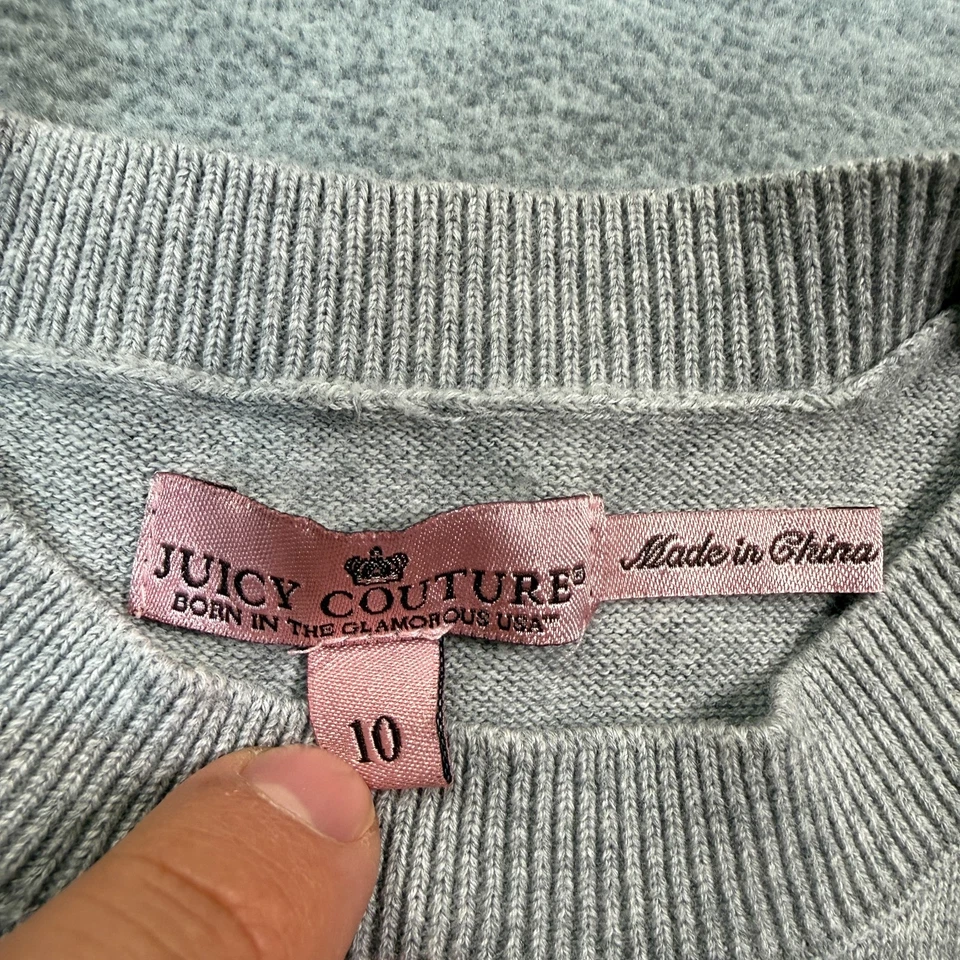 JUICY COUTURE®
BORN IN THE GLAMOROUS USA™
Made in China
10